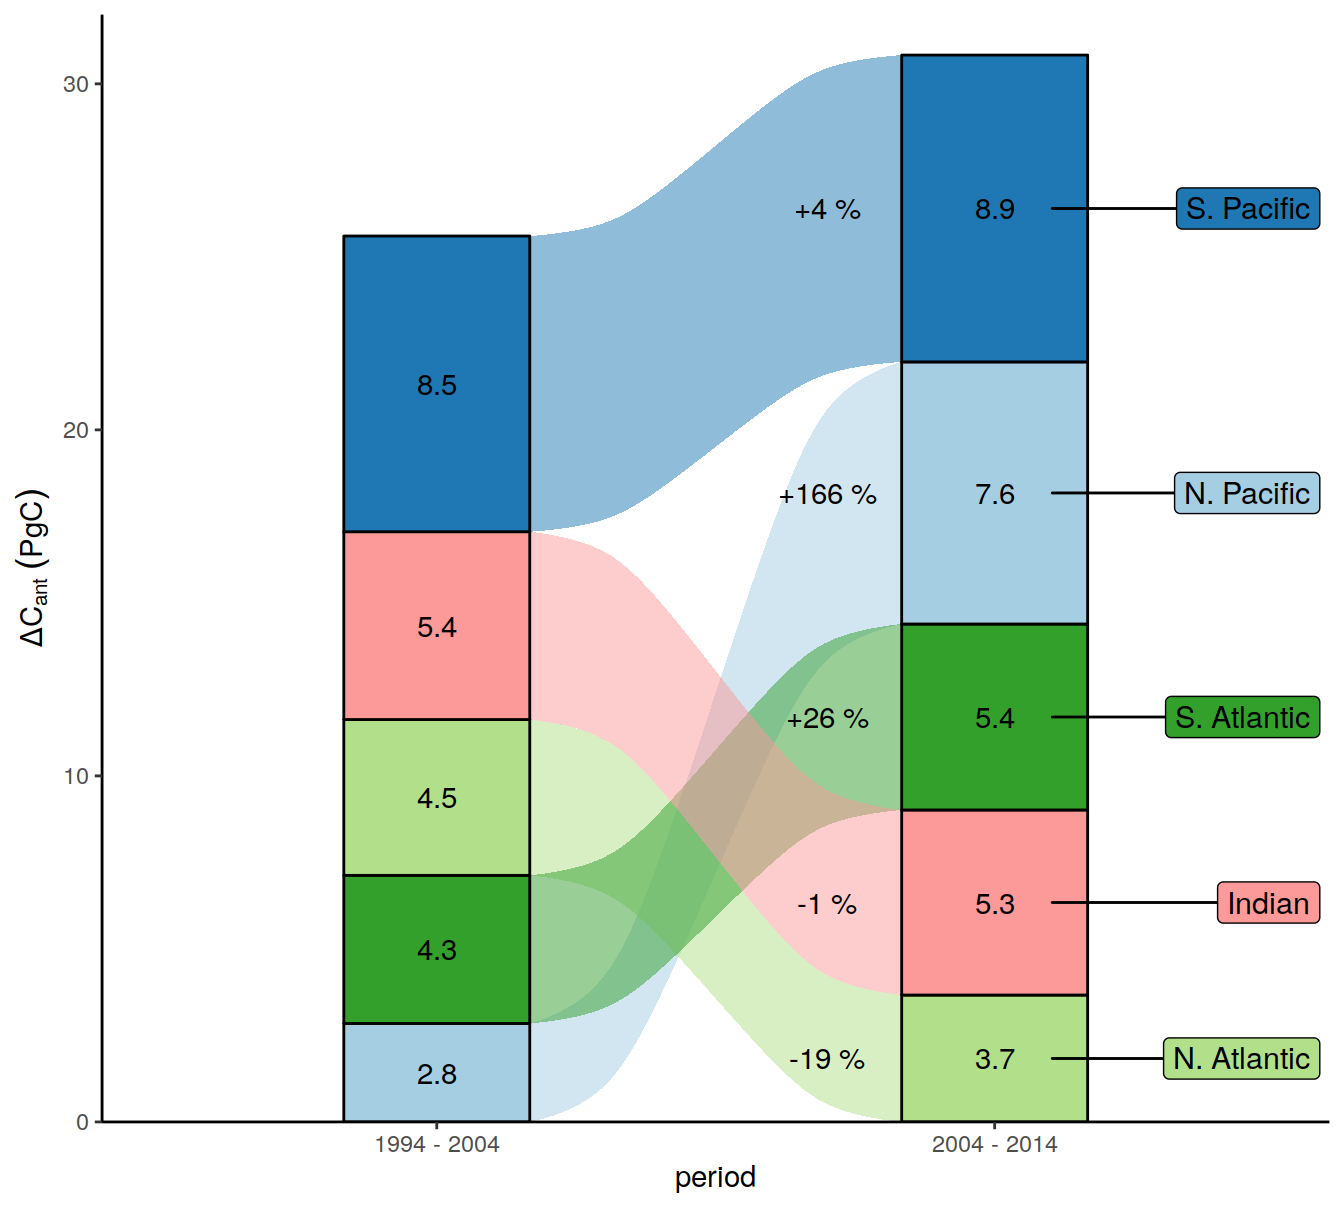 30
20
10
0
ΔCant (PgC)
8.5
5.4
4.5
4.3
2.8
+4 %
+166 %
+26 %
-1 %
-19 %
8.9
7.6
5.4
5.3
3.7
S. Pacific
N. Pacific
S. Atlantic
Indian
N. Atlantic
1994 - 2004
2004 - 2014
period